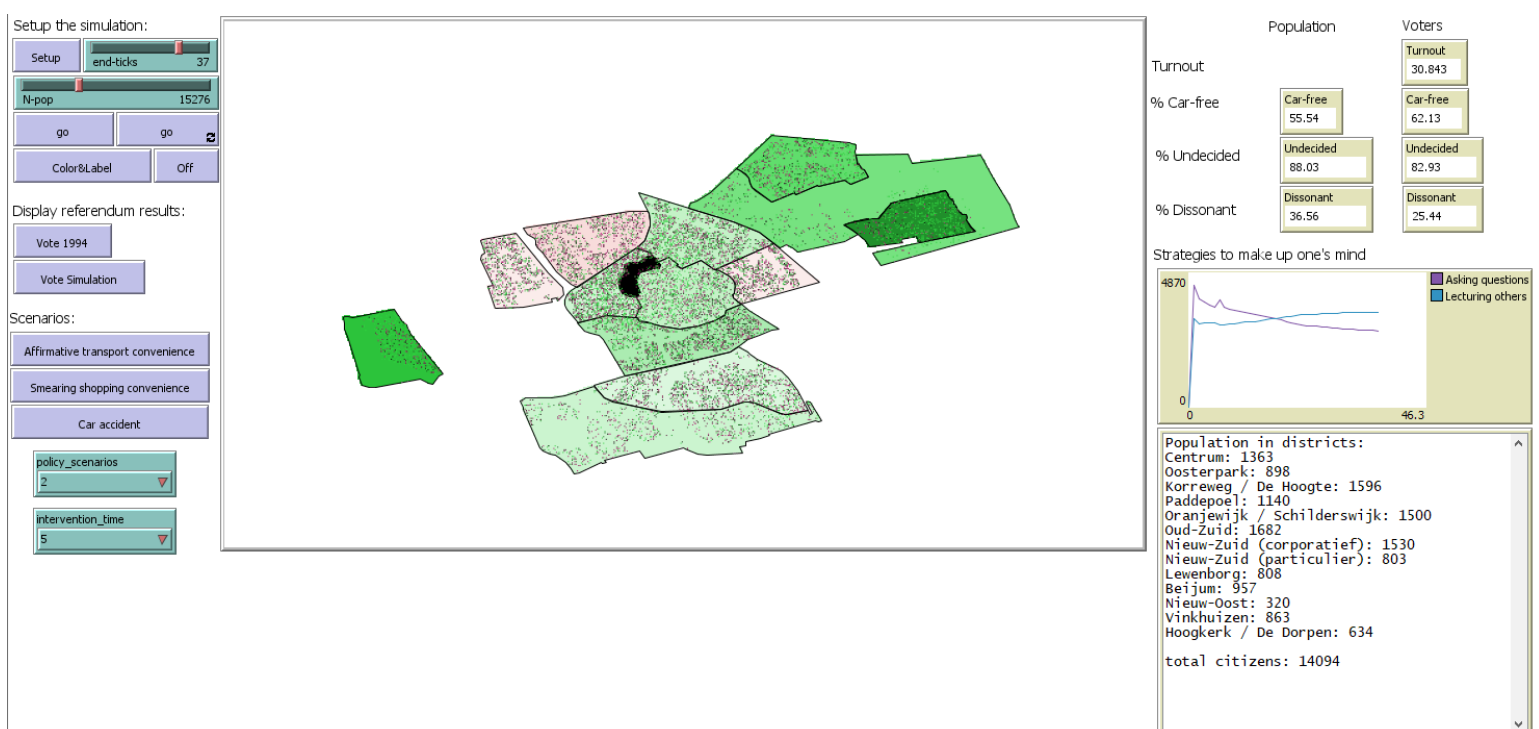 Setup the simulation:
Setup
end-ticks 37
N-pop 15276
go
go
Color&Label
Off
Display referendum results:
Vote 1994
Vote Simulation
Scenarios:
Affirmative transport convenience
Smearing shopping convenience
Car accident
policy_scenarios
2
intervention_time
5
Population Voters
Turnout
Turnout
30.843
% Car-free
Car-free
55.54
Car-free
62.13
% Undecided
Undecided
88.03
Undecided
82.93
% Dissonant
Dissonant
36.56
Dissonant
25.44
Strategies to make up one's mind
4870
0
0 46.3
Asking questions
Lecturing others
Population in districts:
Centrum: 1363
Oosterpark: 898
Korreweg / De Hoogte: 1596
Paddepoel: 1140
Oranjewijk / Schilderswijk: 1500
Oud-Zuid: 1682
Nieuw-Zuid (corporatief): 1530
Nieuw-Zuid (particulier): 803
Lewenborg: 808
Beijum: 957
Nieuw-Oost: 320
Vinkhuizen: 863
Hoogkerk / De Dorpen: 634
total citizens: 14094